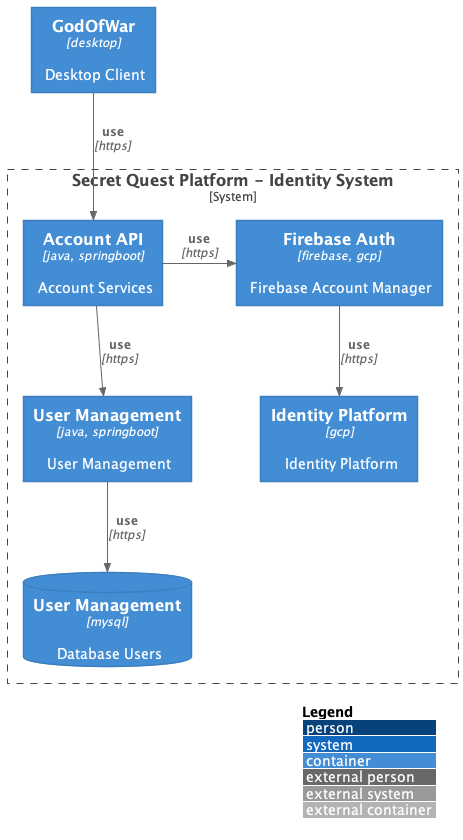 GodOfWar
[desktop]
Desktop Client
use
[https]
Secret Quest Platform – Identity System
[System]
Account API
[java, springboot]
Account Services
use
[https]
Firebase Auth
[firebase, gcp]
Firebase Account Manager
use
[https]
use
[https]
User Management
[java, springboot]
User Management
Identity Platform
[gcp]
Identity Platform
use
[https]
User Management
[mysql]
Database Users
Legend
person
system
container
external person
external system
external container